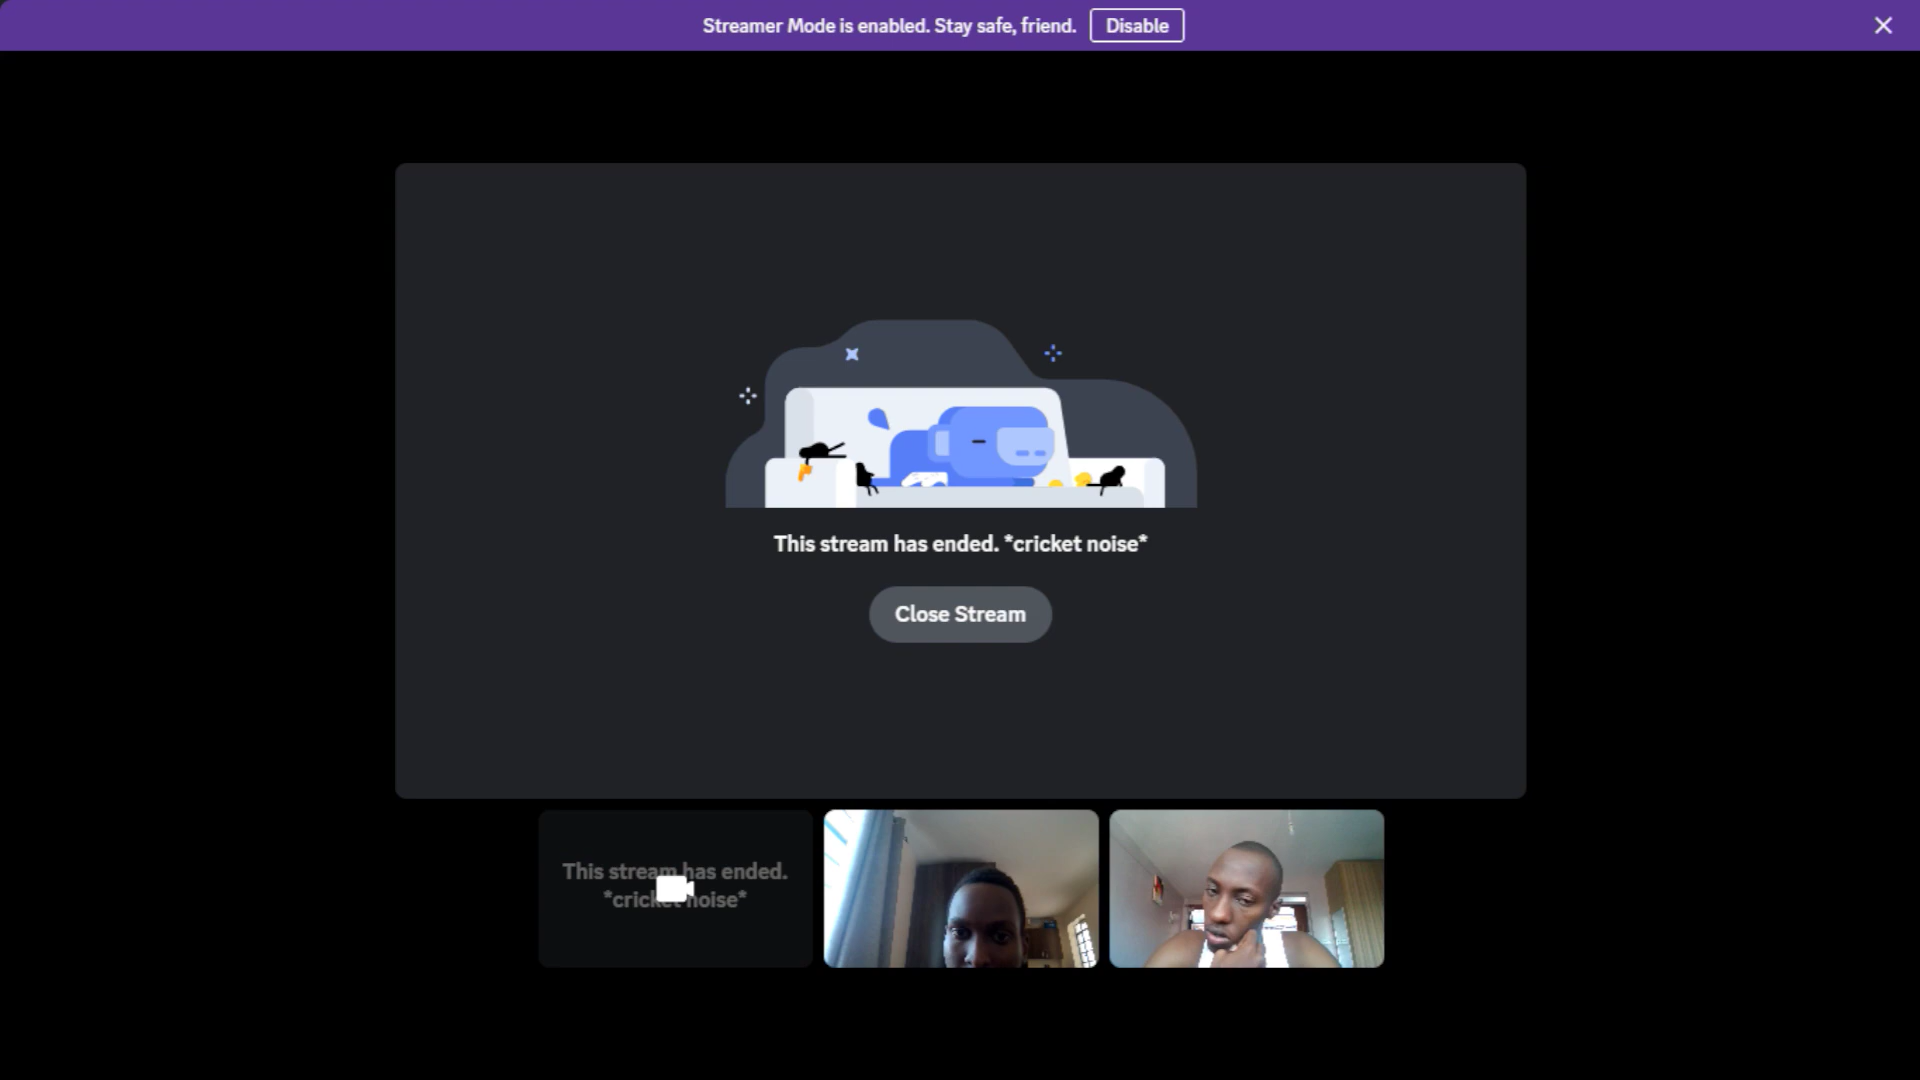 Streamer Mode is enabled. Stay safe, friend. Disable
This stream has ended. *cricket noise*
Close Stream
This stream has ended.
*cricket noise*